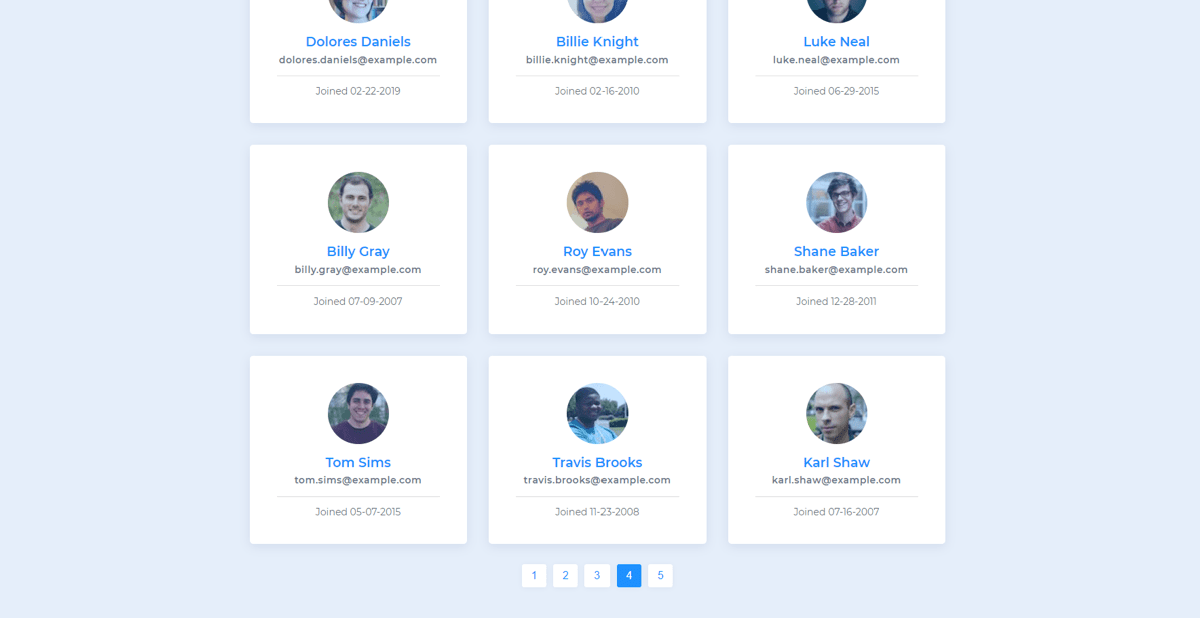 Dolores Daniels
dolores.daniels@example.com
Joined 02-22-2019
Billie Knight
billie.knight@example.com
Joined 02-16-2010
Luke Neal
luke.neal@example.com
Joined 06-29-2015
Billy Gray
billy.gray@example.com
Joined 07-09-2007
Roy Evans
roy.evans@example.com
Joined 10-24-2010
Shane Baker
shane.baker@example.com
Joined 12-28-2011
Tom Sims
tom.sims@example.com
Joined 05-07-2015
Travis Brooks
travis.brooks@example.com
Joined 11-23-2008
Karl Shaw
karl.shaw@example.com
Joined 07-16-2007
1 2 3 4 5